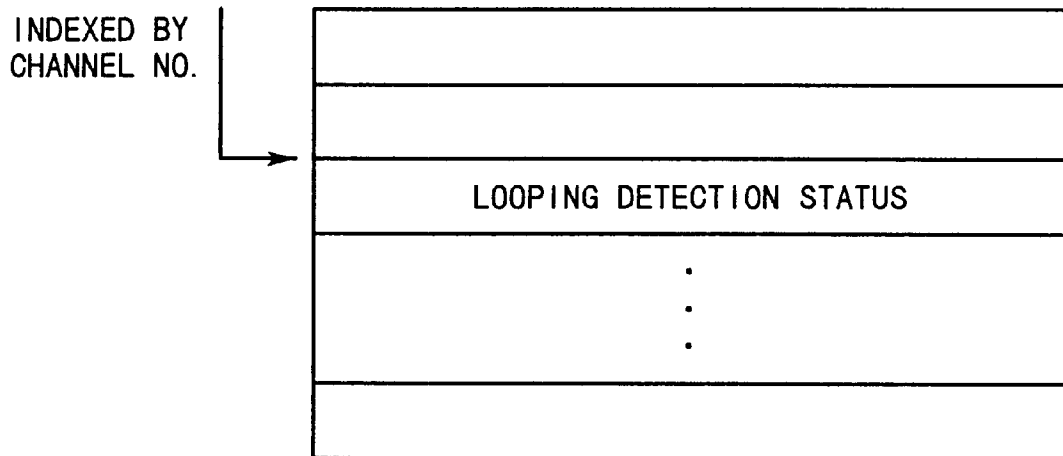 INDEXED BY
CHANNEL NO.
LOOPING DETECTION STATUS